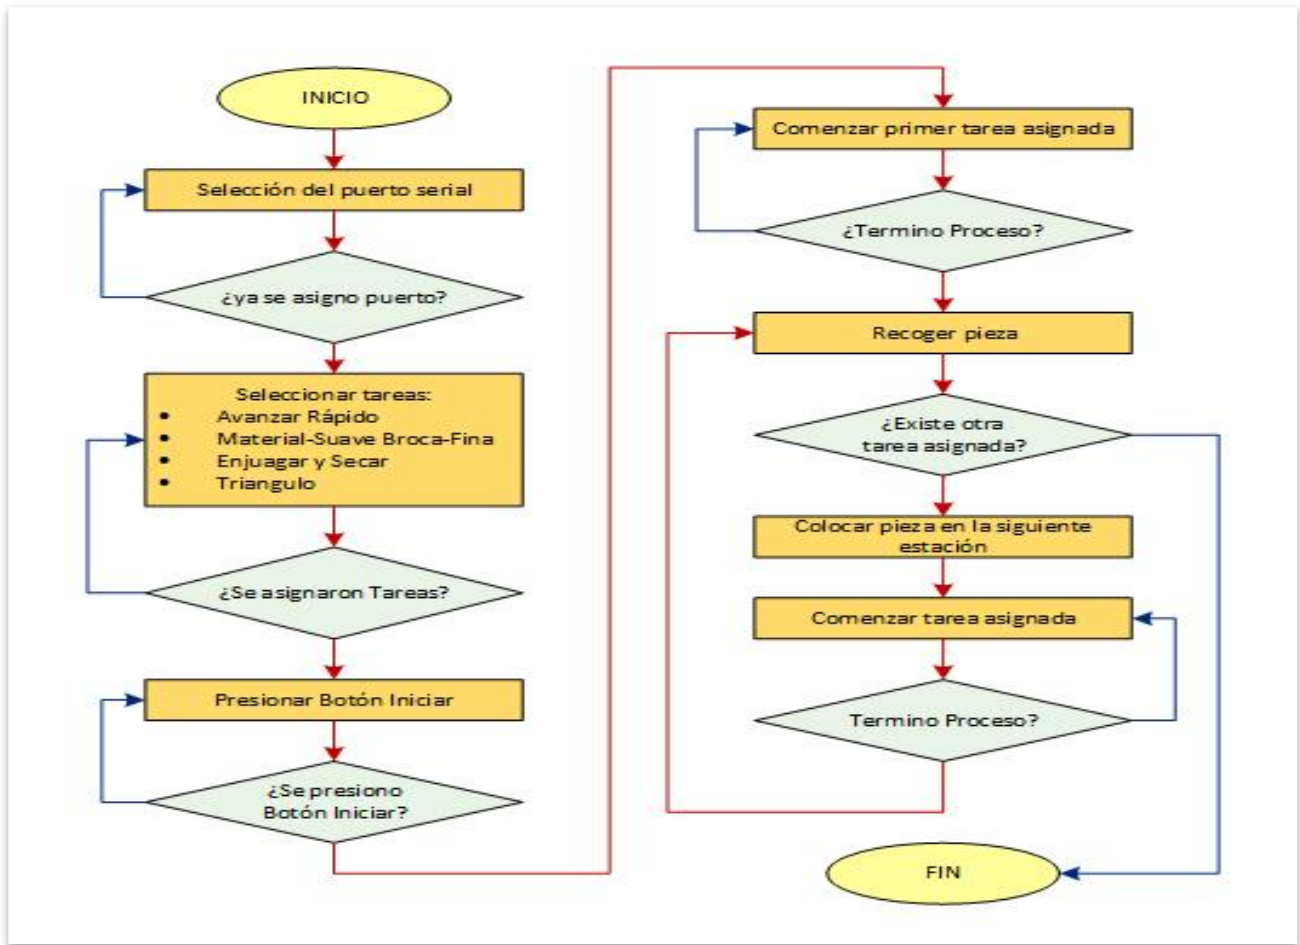 INICIO
Selección del puerto serial
¿ya se asigno puerto?
Seleccionar tareas:
• Avanzar Rápido
• Material-Suave Broca-Fina
• Enjuagar y Secar
• Triangulo
¿Se asignaron Tareas?
Presionar Botón Iniciar
¿Se presiono
Botón Iniciar?
Comenzar primer tarea asignada
¿Termino Proceso?
Recoger pieza
¿Existe otra
tarea asignada?
Colocar pieza en la siguiente
estación
Comenzar tarea asignada
Termino Proceso?
FIN